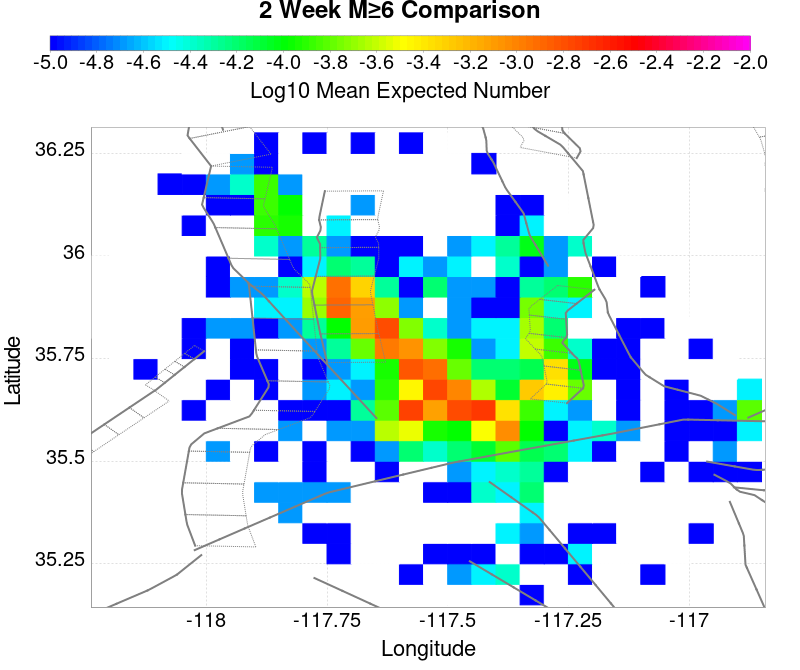 2 Week M≥6 Comparison
-5.0 -4.8 -4.6 -4.4 -4.2 -4.0 -3.8 -3.6 -3.4 -3.2 -3.0 -2.8 -2.6 -2.4 -2.2 -2.0
Log10 Mean Expected Number
36.25
36
35.75
35.5
35.25
Latitude
-118 -117.75 -117.5 -117.25 -117
Longitude